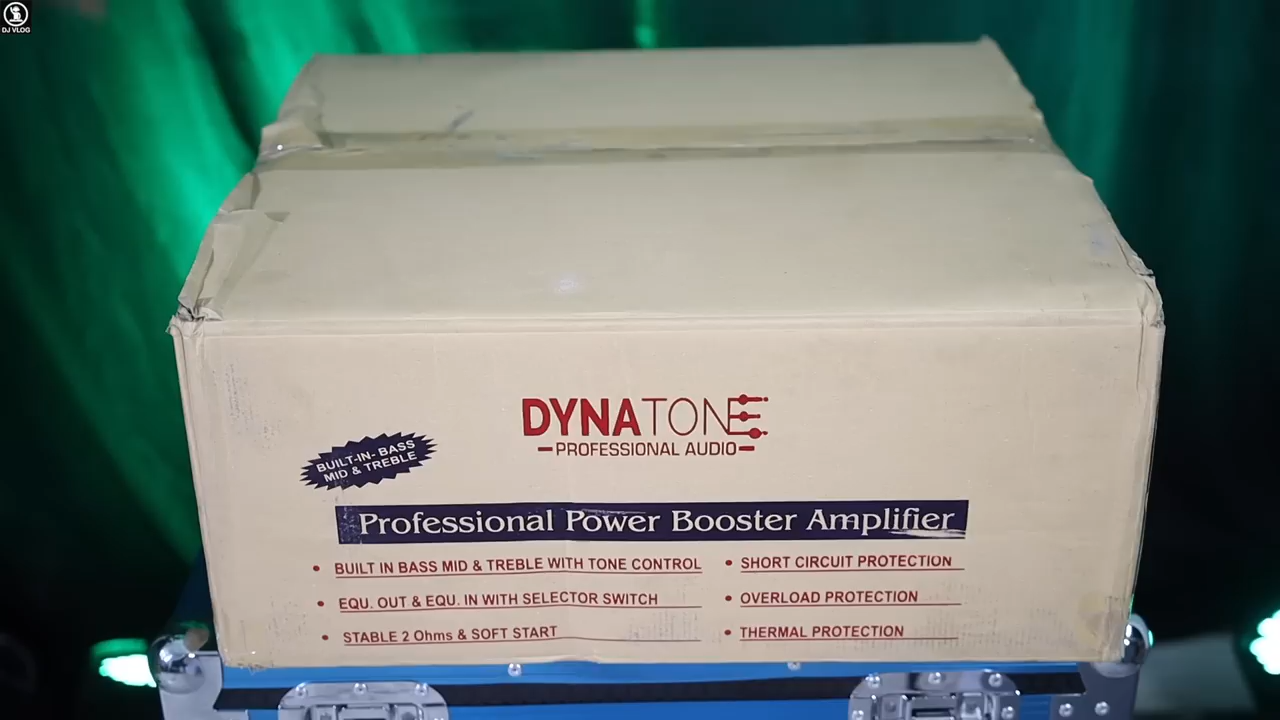 DJ VLOG
DYNATONE
PROFESSIONAL AUDIO
BUILT-IN- BASS
MID & TREBLE
Professional Power Booster Amplifier
• BUILT IN BASS MID & TREBLE WITH TONE CONTROL
• EQU. OUT & EQU. IN WITH SELECTOR SWITCH
• STABLE 2 Ohms & SOFT START
• SHORT CIRCUIT PROTECTION
• OVERLOAD PROTECTION
• THERMAL PROTECTION